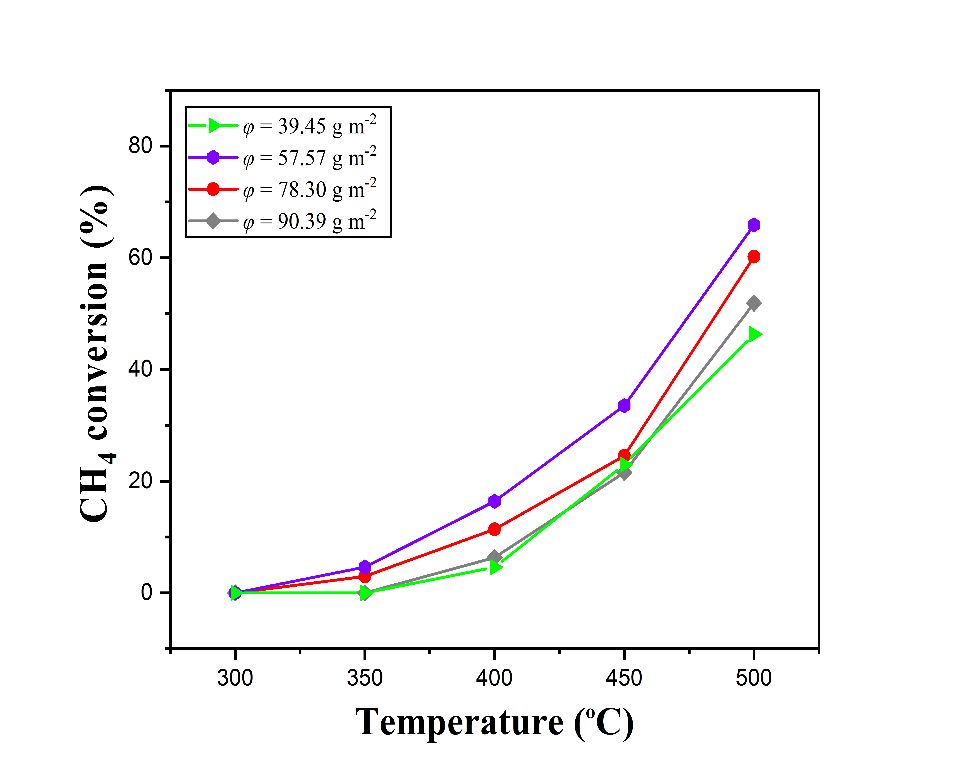 φ = 39.45 g m-2
φ = 57.57 g m-2
φ = 78.30 g m-2
φ = 90.39 g m-2
80
60
40
20
0
CH4 conversion (%)
300 350 400 450 500
Temperature (ºC)